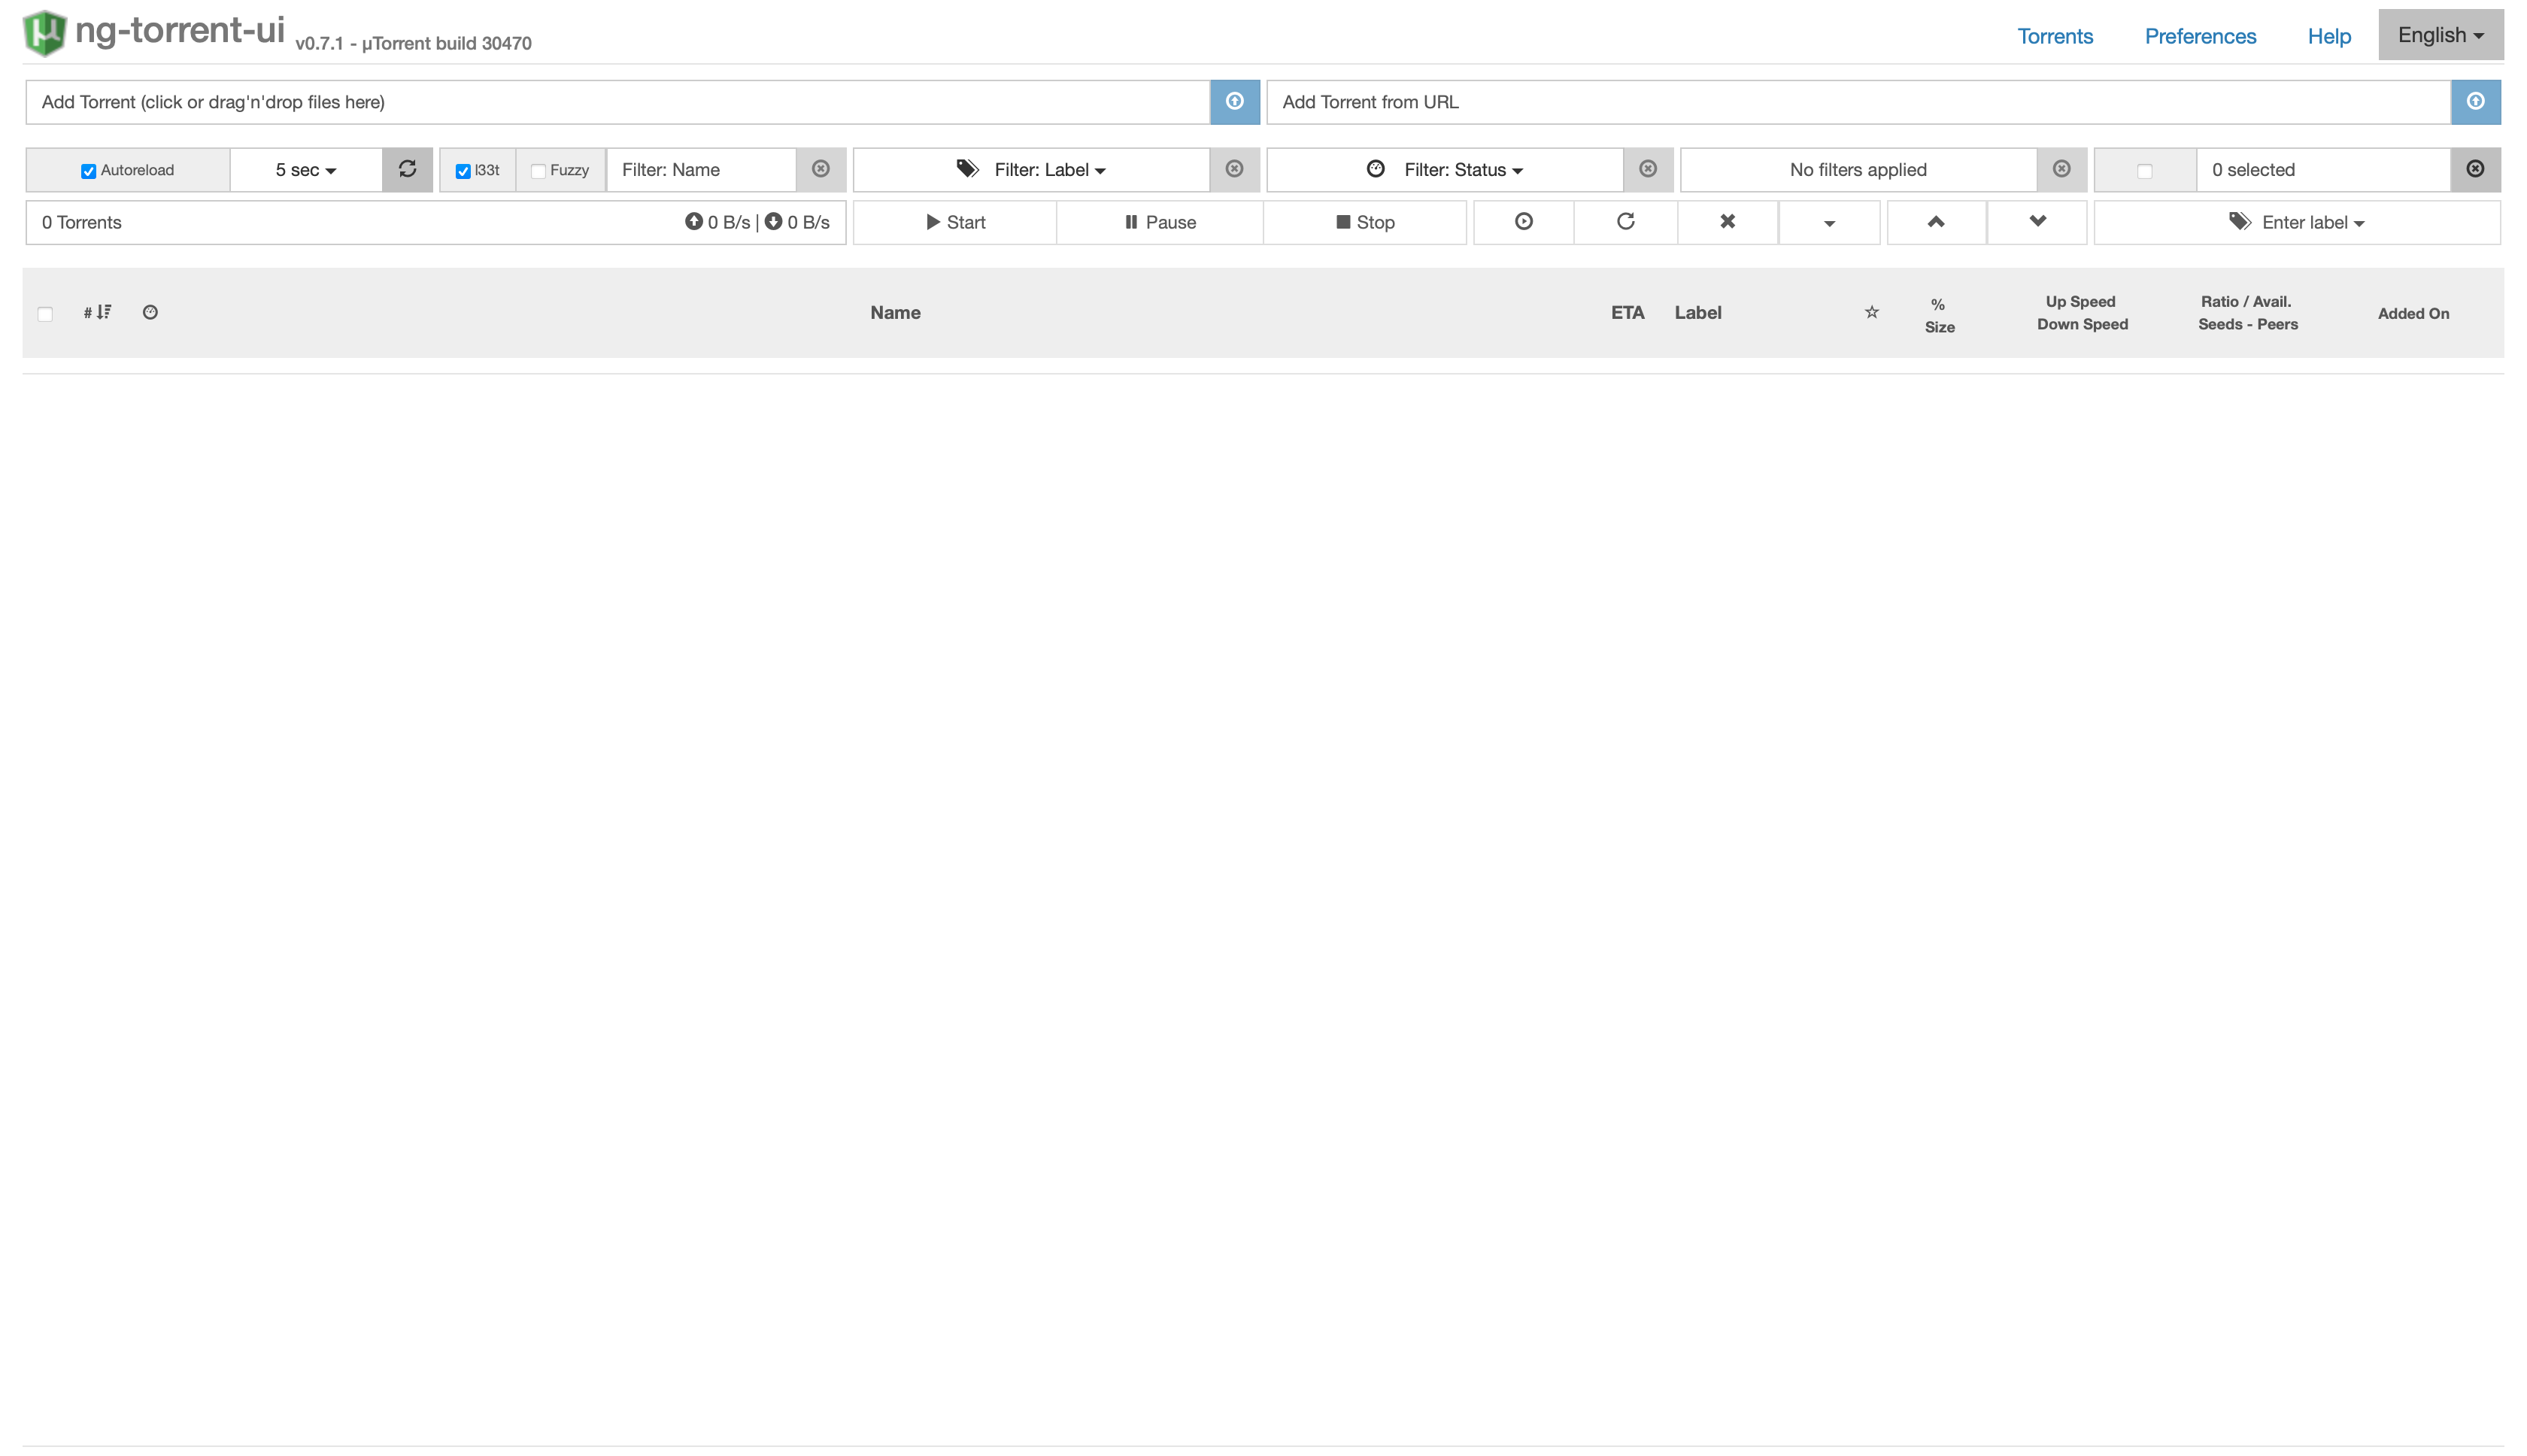 ng-torrent-ui v0.7.1 - µTorrent build 30470
Torrents Preferences Help English
Add Torrent (click or drag'n'drop files here) Add Torrent from URL
Autoreload 5 sec l33t Fuzzy Filter: Name Filter: Label Filter: Status No filters applied 0 selected
0 Torrents 0 B/s | 0 B/s Start Pause Stop Enter label
# Name ETA Label % Up Speed Ratio / Avail. Added On
Size Down Speed Seeds - Peers